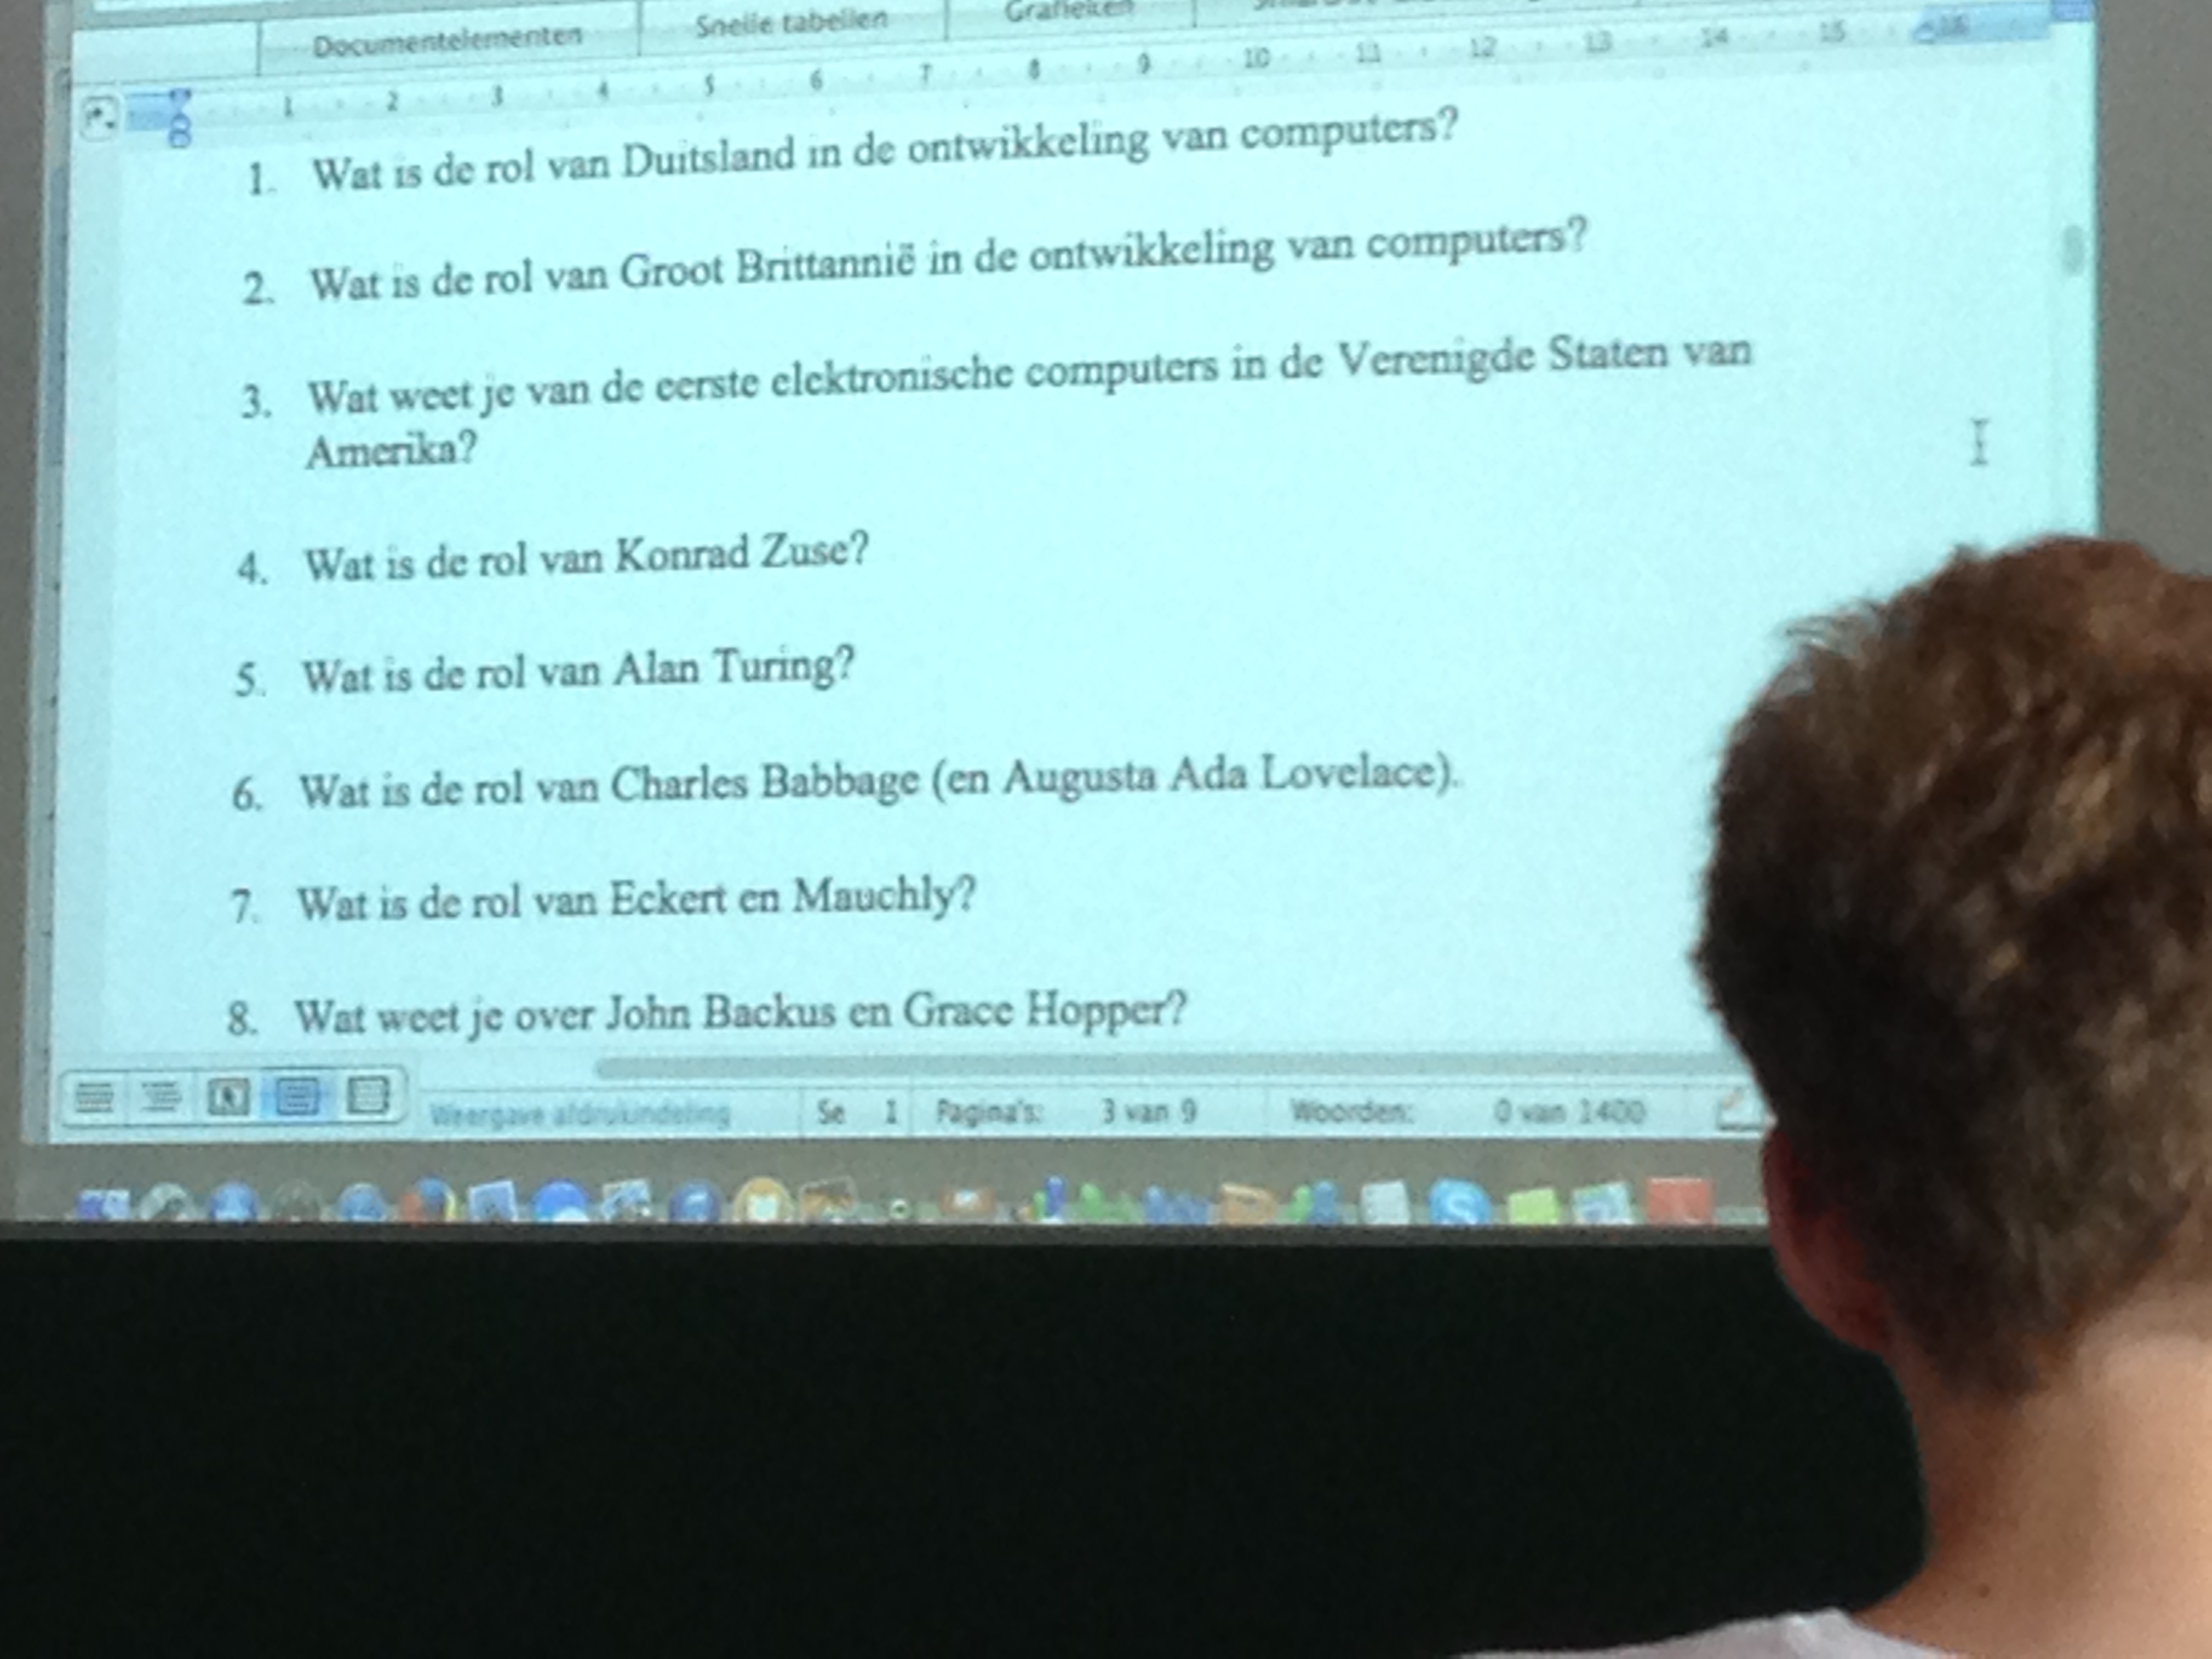 Documentelementen Snelle tabellen Grafieken
1 2 3 4 5 6 7 8 9 10 11 12 13 14 15 16
1. Wat is de rol van Duitsland in de ontwikkeling van computers?
2. Wat is de rol van Groot Brittannië in de ontwikkeling van computers?
3. Wat weet je van de eerste elektronische computers in de Verenigde Staten van
Amerika?
4. Wat is de rol van Konrad Zuse?
5. Wat is de rol van Alan Turing?
6. Wat is de rol van Charles Babbage (en Augusta Ada Lovelace).
7. Wat is de rol van Eckert en Mauchly?
8. Wat weet je over John Backus en Grace Hopper?
Weergave afdrukindeling Se 1 Pagina's: 3 van 9 Woorden: 0 van 1400